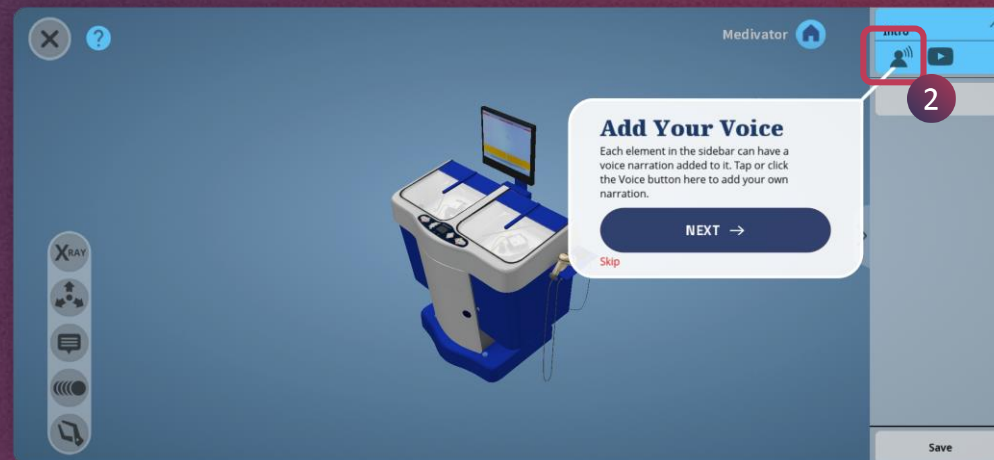 ?
Medivator
Intro
2
Add Your Voice
Each element in the sidebar can have a
voice narration added to it. Tap or click
the Voice button here to add your own
narration.
NEXT →
Skip
XRAY
Save